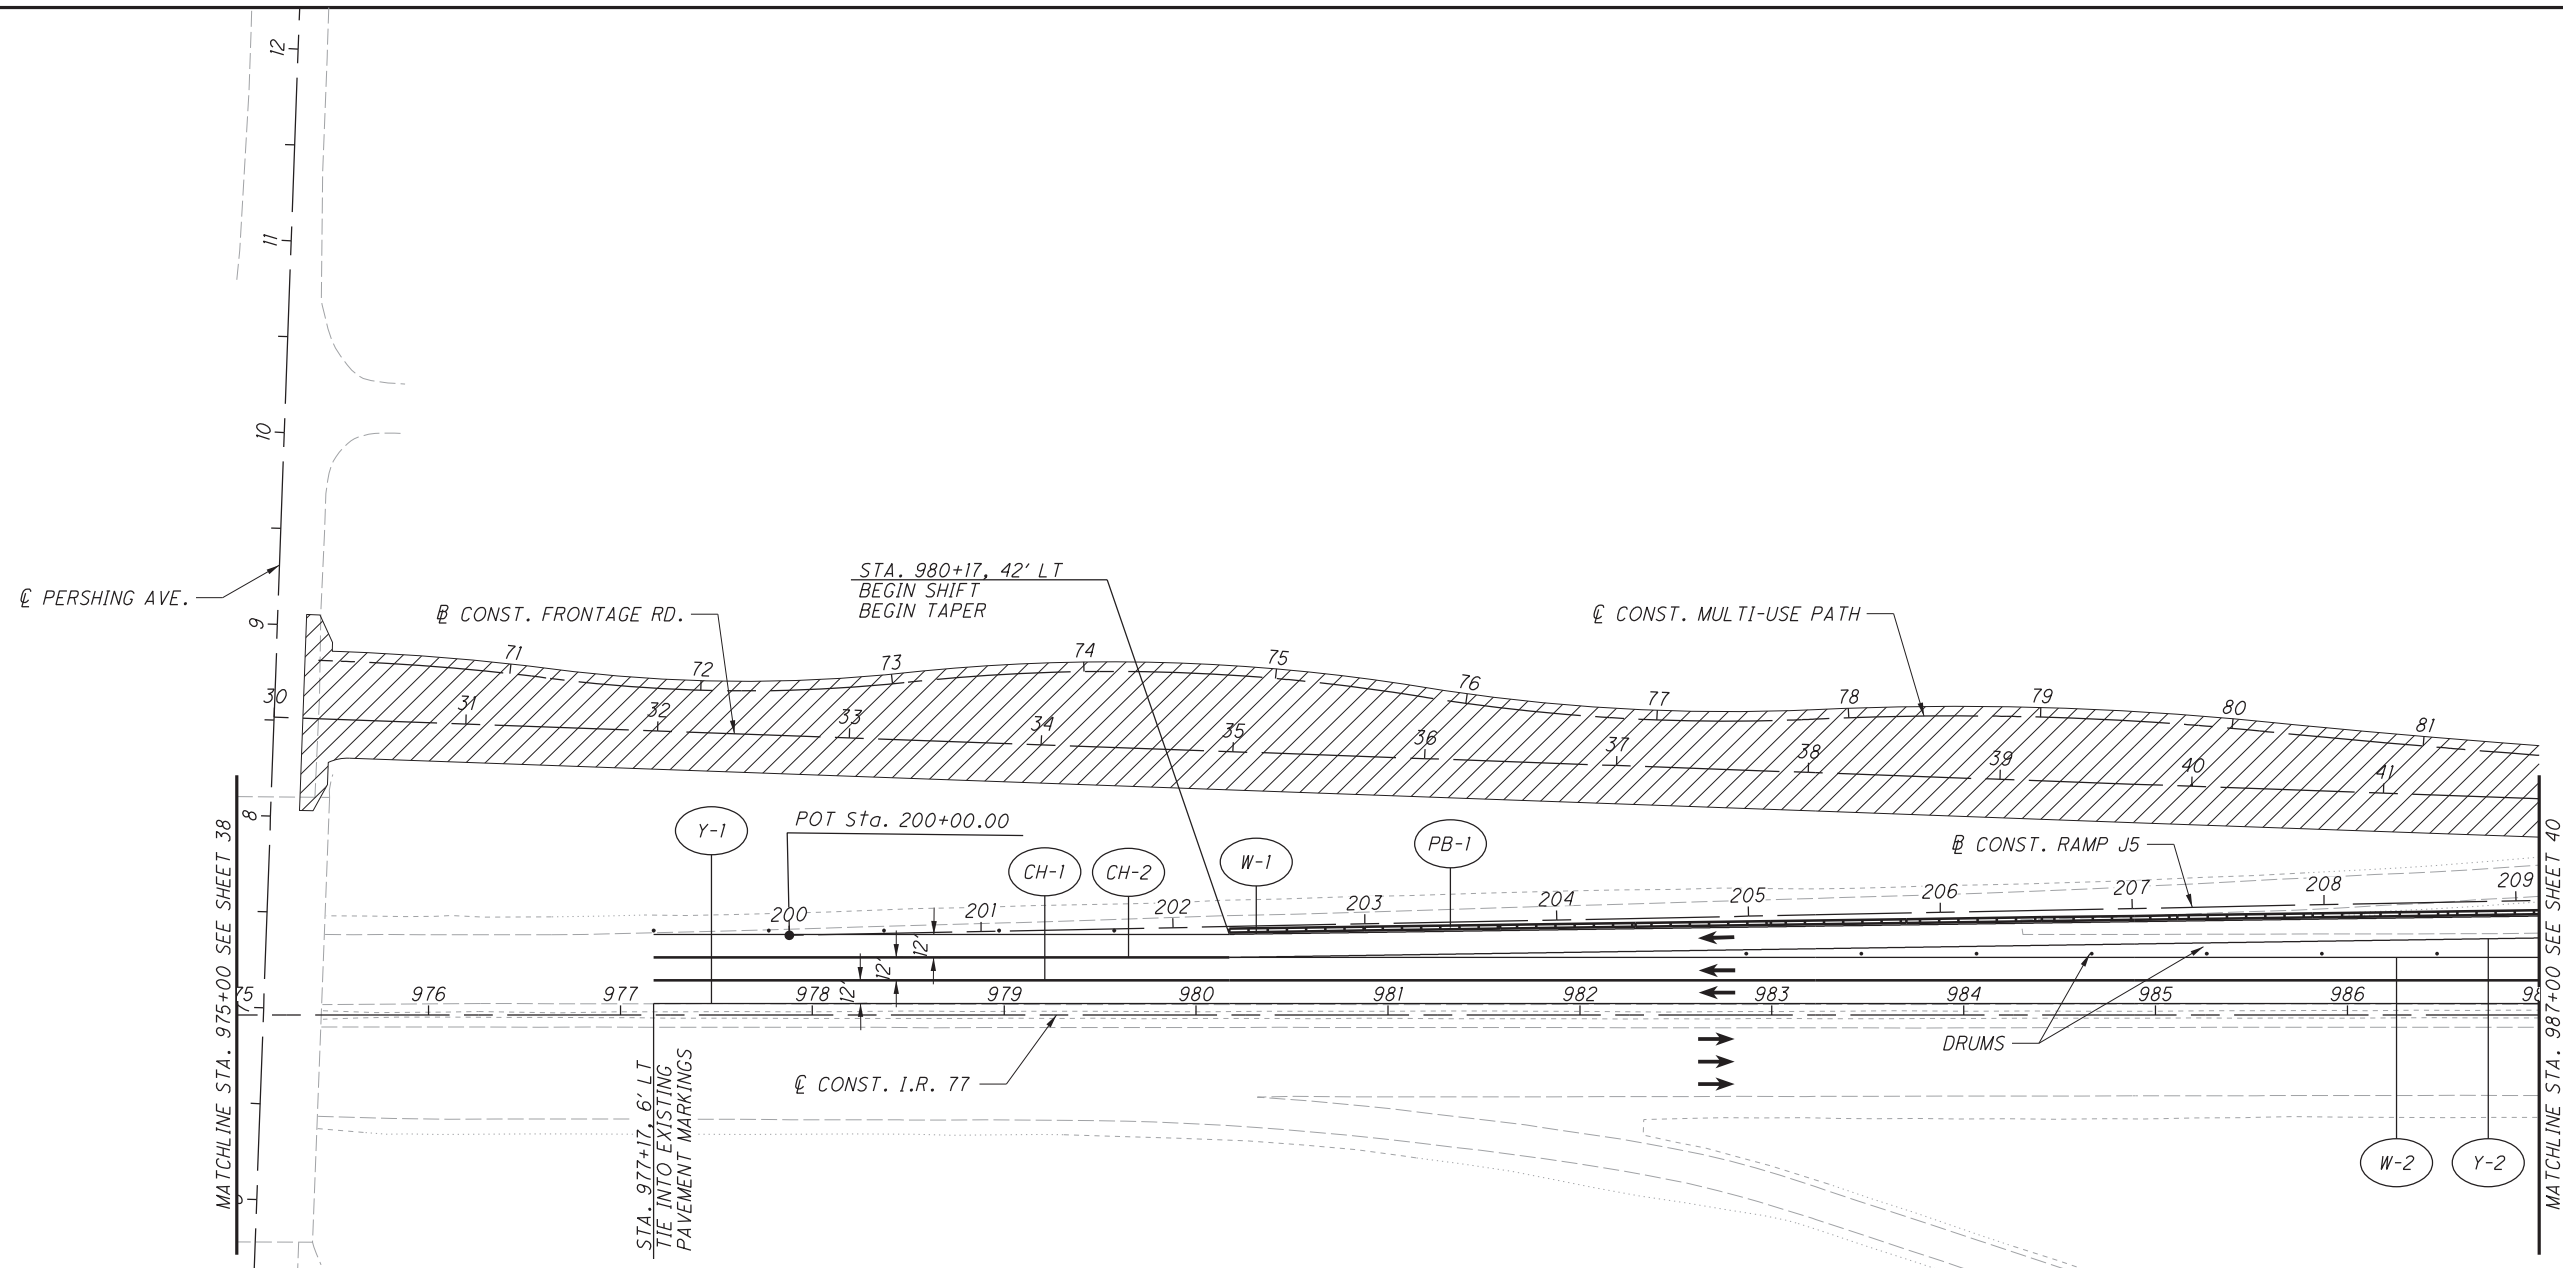 12
11
10
9
8
℄ PERSHING AVE.
℔ CONST. FRONTAGE RD.
STA. 980+17, 42' LT
BEGIN SHIFT
BEGIN TAPER
℄ CONST. MULTI-USE PATH
71
72
73
74
75
76
77
78
79
80
81
30
31
32
33
34
35
36
37
38
39
40
41
Y-1
POT Sta. 200+00.00
CH-1
CH-2
W-1
PB-1
℔ CONST. RAMP J5
200
201
202
203
204
205
206
207
208
209
12'
12'
12'
75
976
977
978
979
980
981
982
983
984
985
986
98
DRUMS
℄ CONST. I.R. 77
W-2
Y-2
STA. 977+17, 6' LT
TIE INTO EXISTING
PAVEMENT MARKINGS
MATCHLINE STA. 975+00 SEE SHEET 38
MATCHLINE STA. 987+00 SEE SHEET 40